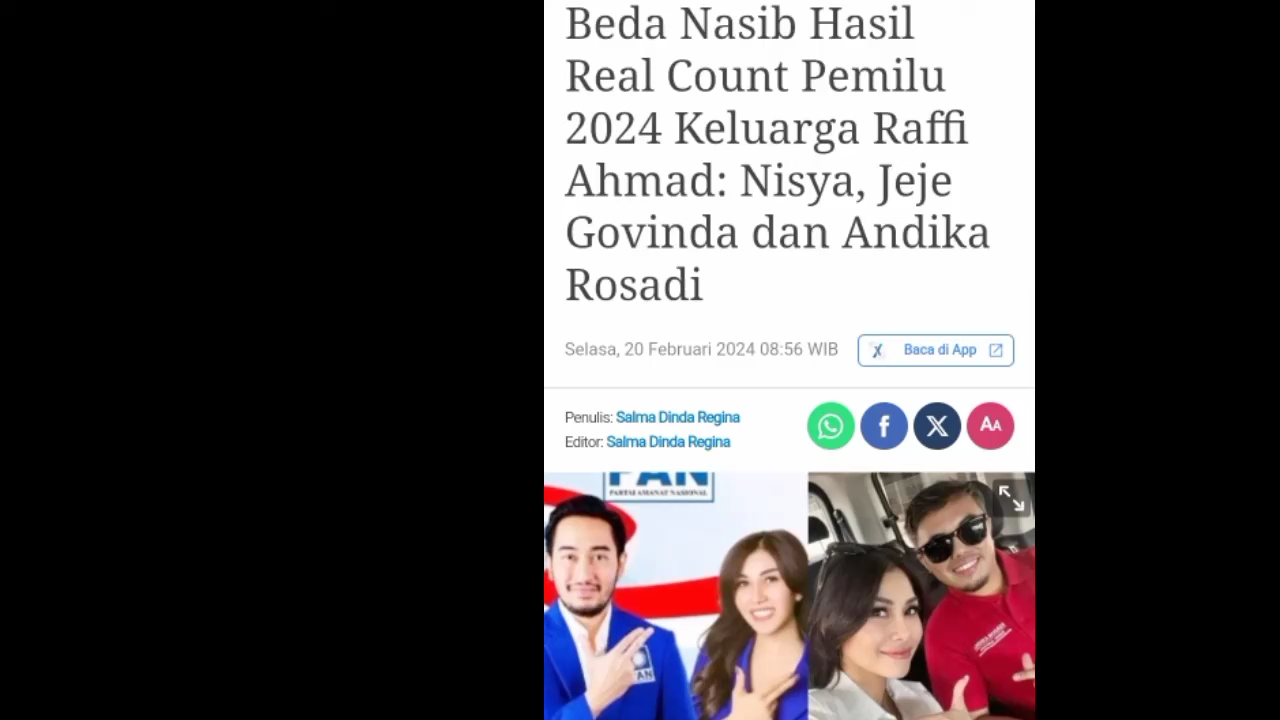 Beda Nasib Hasil
Real Count Pemilu
2024 Keluarga Raffi
Ahmad: Nisya, Jeje
Govinda dan Andika
Rosadi
Selasa, 20 Februari 2024 08:56 WIB
Baca di App
Penulis: Salma Dinda Regina
Editor: Salma Dinda Regina
AA
PAN
PARTAI AMANAT NASIONAL